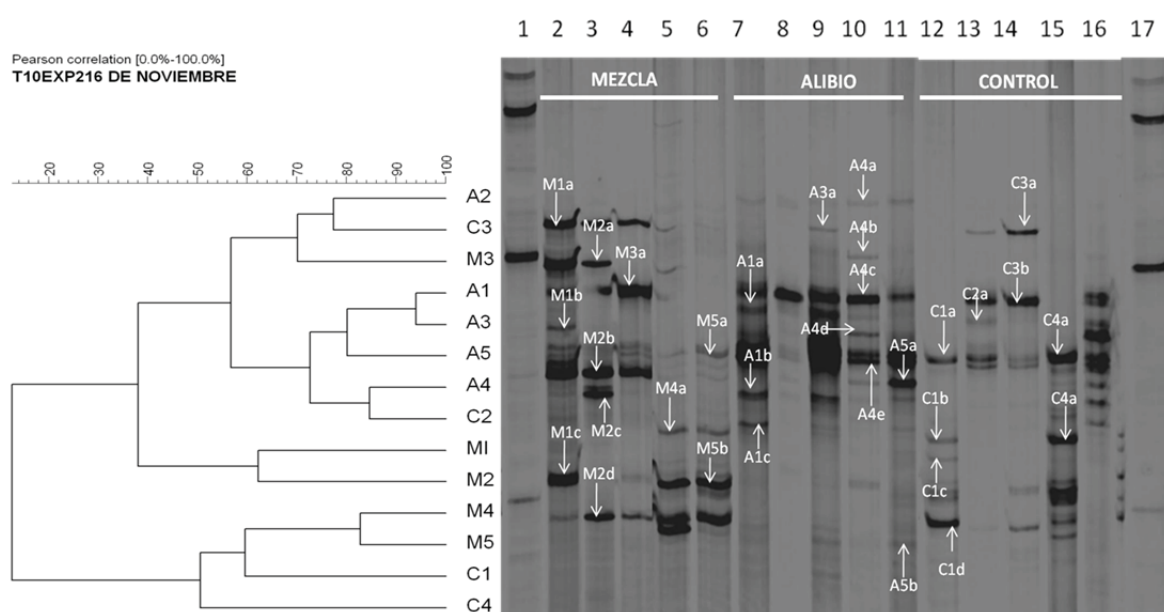 1 2 3 4 5 6 7 8 9 10 11 12 13 14 15 16 17
Pearson correlation [0.0%-100.0%]
T10EXP216 DE NOVIEMBRE
MEZCLA ALIBIO CONTROL
20 30 40 50 60 70 80 90 100
A2
C3
M3
A1
A3
A5
A4
C2
MI
M2
M4
M5
C1
C4
M1a
M1b
M1c
M2a
M2b
M2c
M2d
M3a
M4a
M5a
M5b
A1a
A1b
A1c
A3a
A4a
A4b
A4c
A4d
A4e
A5a
A5b
C1a
C1b
C1c
C1d
C2a
C3a
C3b
C4a
C4a